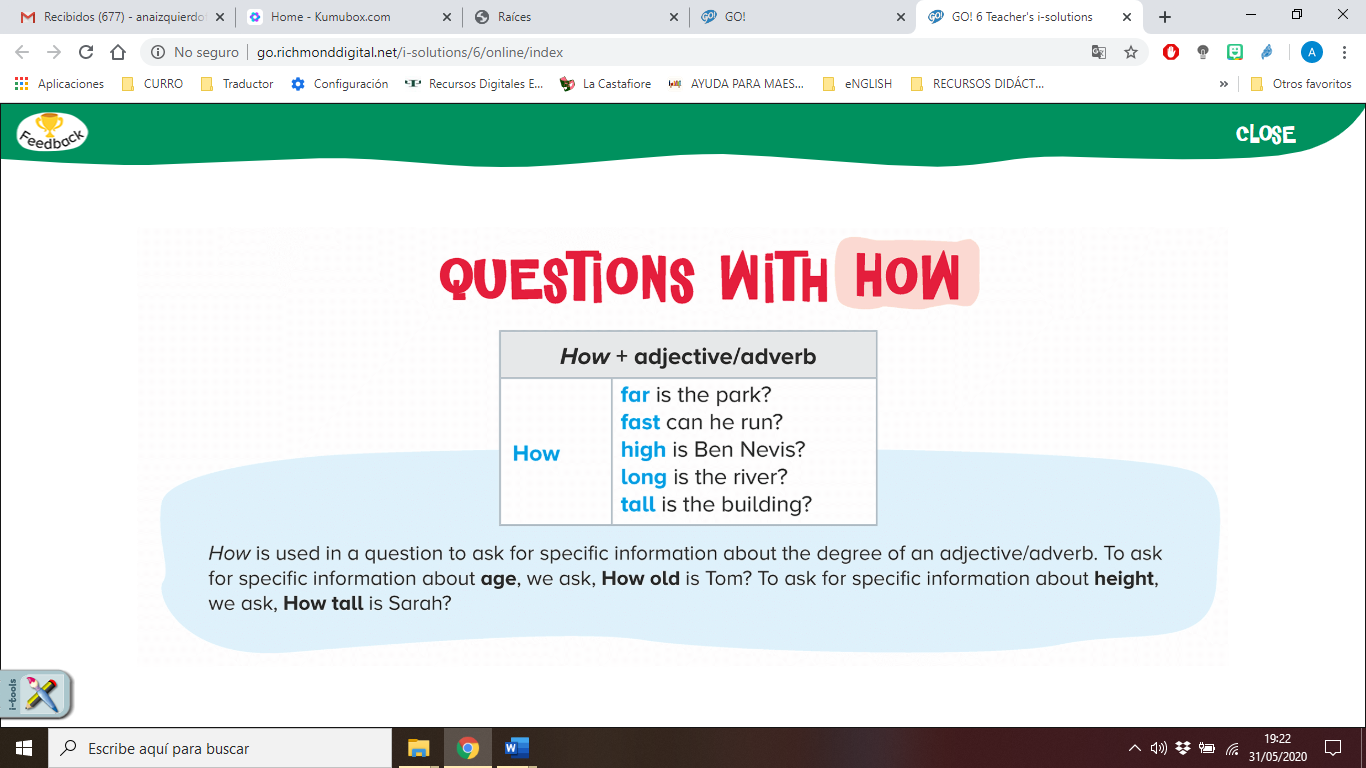 Recibidos (677) - anaizquierdo
Home - Kumubox.com
Raíces
GO!
GO! 6 Teacher's i-solutions
No seguro
go.richmonddigital.net/i-solutions/6/online/index
A
Aplicaciones
CURRO
Traductor
Configuración
Recursos Digitales E...
La Castafiore
AYUDA PARA MAES...
eNGLISH
RECURSOS DIDÁCT...
»
Otros favoritos
Feedback
CLOSE
QUESTIONS WITH HOW
How + adjective/adverb
How
far is the park?
fast can he run?
high is Ben Nevis?
long is the river?
tall is the building?
How is used in a question to ask for specific information about the degree of an adjective/adverb. To ask
for specific information about age, we ask, How old is Tom? To ask for specific information about height,
we ask, How tall is Sarah?
i-tools
Escribe aquí para buscar
19:22
31/05/2020